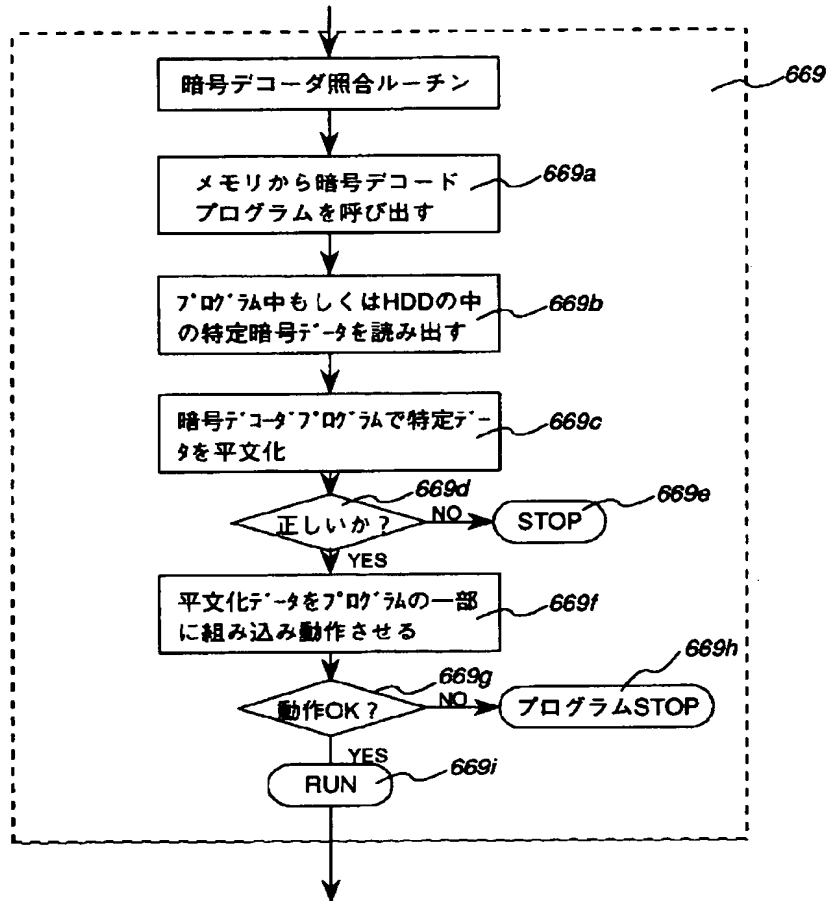 669
暗号デコーダ照合ルーチン
メモリから暗号デコード
プログラムを呼び出す
669a
ﾌﾟﾛｸﾞﾗﾑ中もしくはHDDの中
の特定暗号ﾃﾞｰﾀを読み出す
669b
暗号ﾃﾞｺｰﾀﾞﾌﾟﾛｸﾞﾗﾑで特定ﾃﾞｰ
ﾀを平文化
669c
正しいか？
669d
NO
STOP
669e
YES
平文化ﾃﾞｰﾀをﾌﾟﾛｸﾞﾗﾑの一部
に組み込み動作させる
669f
動作OK？
669g
NO
プログラムSTOP
669h
YES
RUN
669i